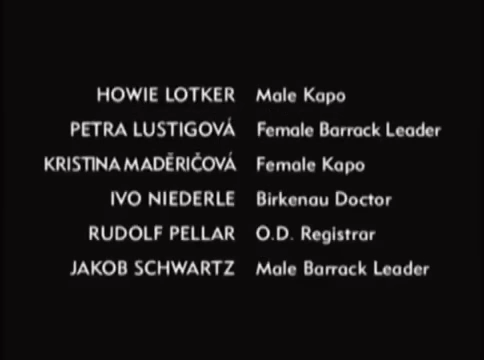 HOWIE LOTKER Male Kapo
PETRA LUSTIGOVÁ Female Barrack Leader
KRISTINA MADĚRIČOVÁ Female Kapo
IVO NIEDERLE Birkenau Doctor
RUDOLF PELLAR O.D. Registrar
JAKOB SCHWARTZ Male Barrack Leader